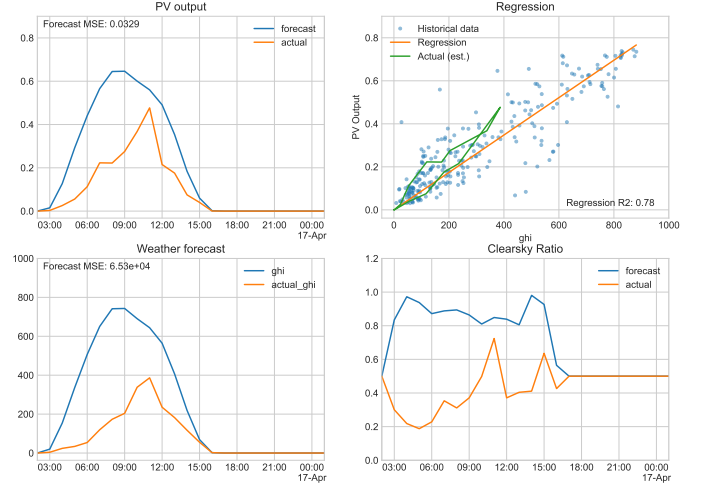 PV output
Forecast MSE: 0.0329
forecast
actual
0.8
0.6
0.4
0.2
0.0
03:00 06:00 09:00 12:00 15:00 18:00 21:00 00:00
17-Apr
Regression
Historical data
Regression
Actual (est.)
PV Output
0.8
0.6
0.4
0.2
0.0
Regression R2: 0.78
0 200 400 600 800 1000
ghi
Weather forecast
Forecast MSE: 6.53e+04
ghi
actual_ghi
1000
800
600
400
200
0
03:00 06:00 09:00 12:00 15:00 18:00 21:00 00:00
17-Apr
Clearsky Ratio
forecast
actual
1.2
1.0
0.8
0.6
0.4
0.2
0.0
03:00 06:00 09:00 12:00 15:00 18:00 21:00 00:00
17-Apr